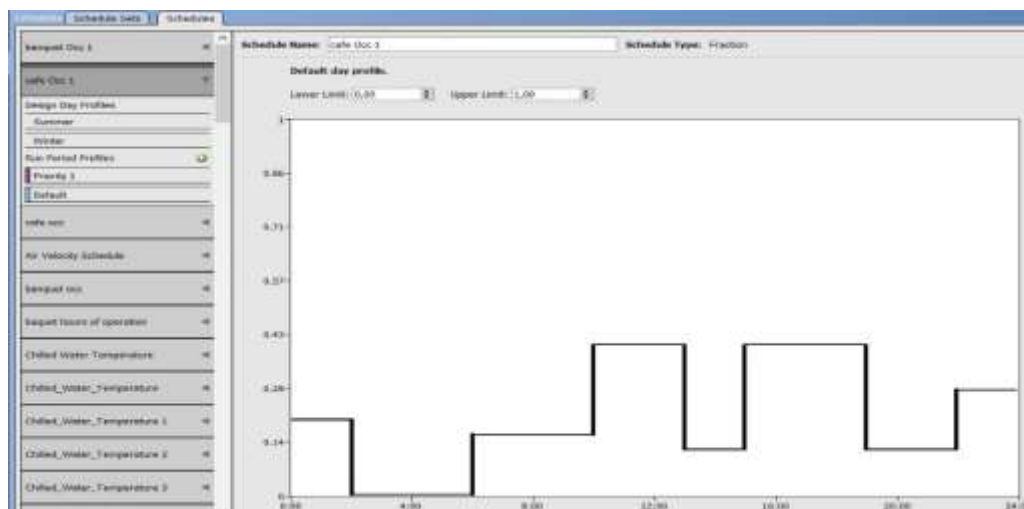 Schedule Sets
Schedules
banquet Occ 1
cafe Occ 1
Design Day Profiles
Summer
Winter
Run Period Profiles
Priority 1
Default
cafe occ
Air Velocity Schedule
banquet occ
baquet hours of operation
Chilled Water Temperature
Chilled_Water_Temperature
Chilled_Water_Temperature 1
Chilled_Water_Temperature 2
Chilled_Water_Temperature 3
Schedule Name: cafe Occ 1 Schedule Type: Fraction
Default day profile.
Lower Limit: 0,00 Upper Limit: 1,00
1
0.86
0.71
0.57
0.43
0.28
0.14
0
0:00 4:00 8:00 12:00 16:00 20:00